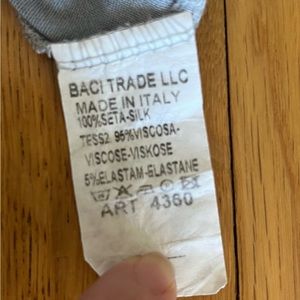 BACI TRADE LLC
MADE IN ITALY
100%SETA-SILK
TESS2 95%VISCOSA-
VISCOSE-VISKOSE
5%ELASTAM-ELASTANE
ART 4360